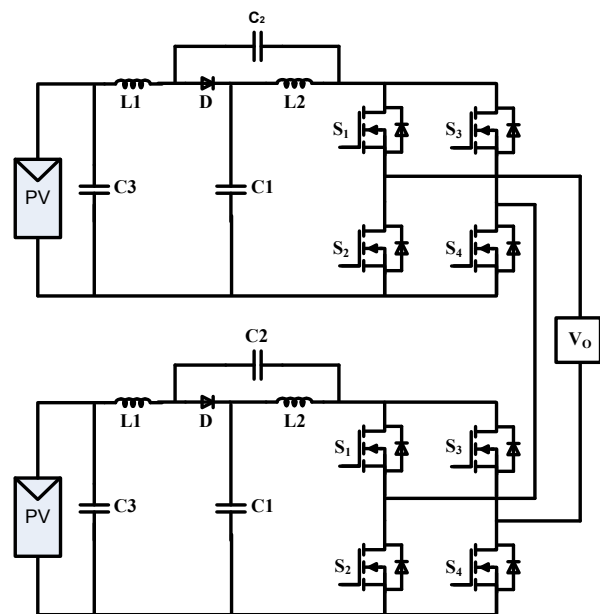 C₂
L1 D L2
S₁ S₃
PV C3 C1
S₂ S₄
V₀
C2
L1 D L2
S₁ S₃
PV C3 C1
S₂ S₄